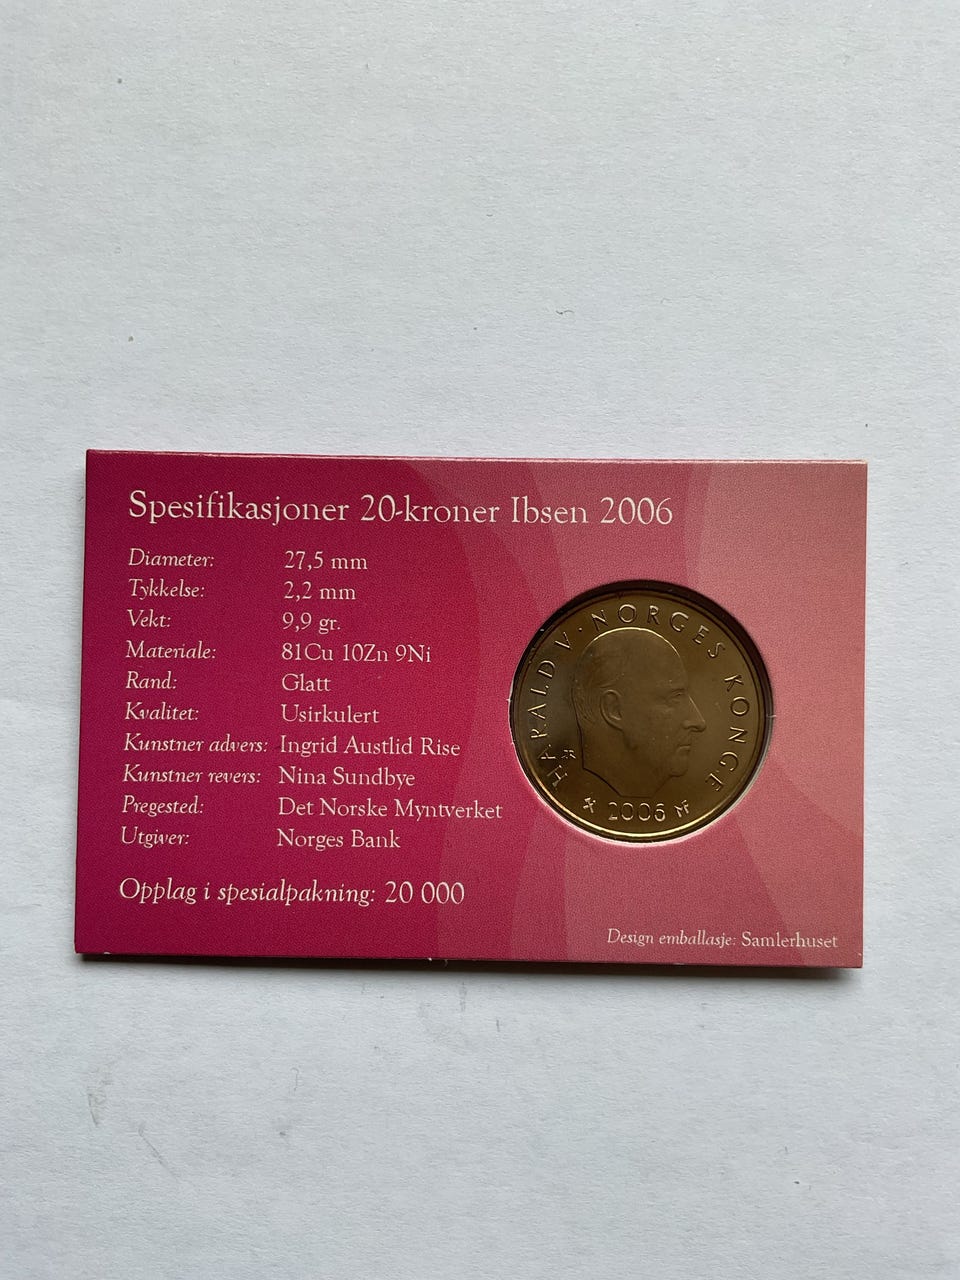 Spesifikasjoner 20-kroner Ibsen 2006
Diameter: 27,5 mm
Tykkelse: 2,2 mm
Vekt: 9,9 gr.
Materiale: 81Cu 10Zn 9Ni
Rand: Glatt
Kvalitet: Usirkulert
Kunstner advers: Ingrid Austlid Rise
Kunstner revers: Nina Sundbye
Pregested: Det Norske Myntverket
Utgiver: Norges Bank
Opplag i spesialpakning: 20 000
HARALD V · NORGES KONGE
2006
Design emballasje: Samlerhuset